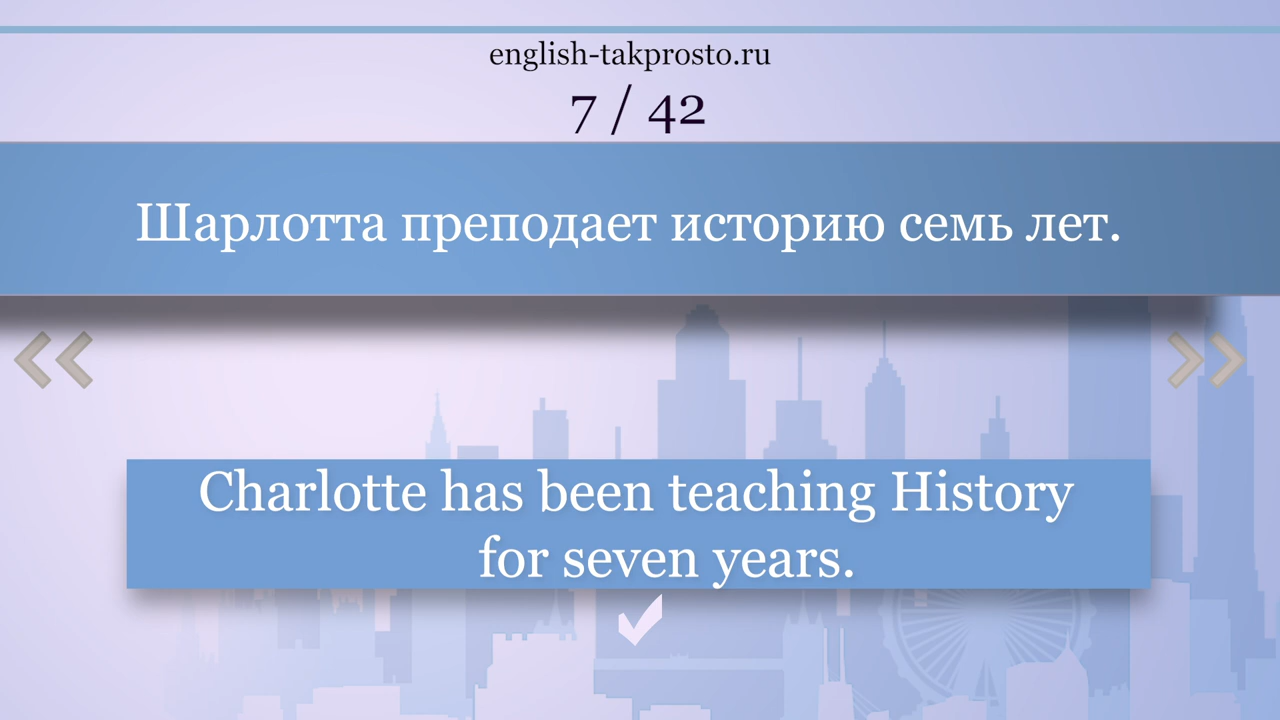 english-takprosto.ru
7 / 42
Шарлотта преподает историю семь лет.
Charlotte has been teaching History
for seven years.